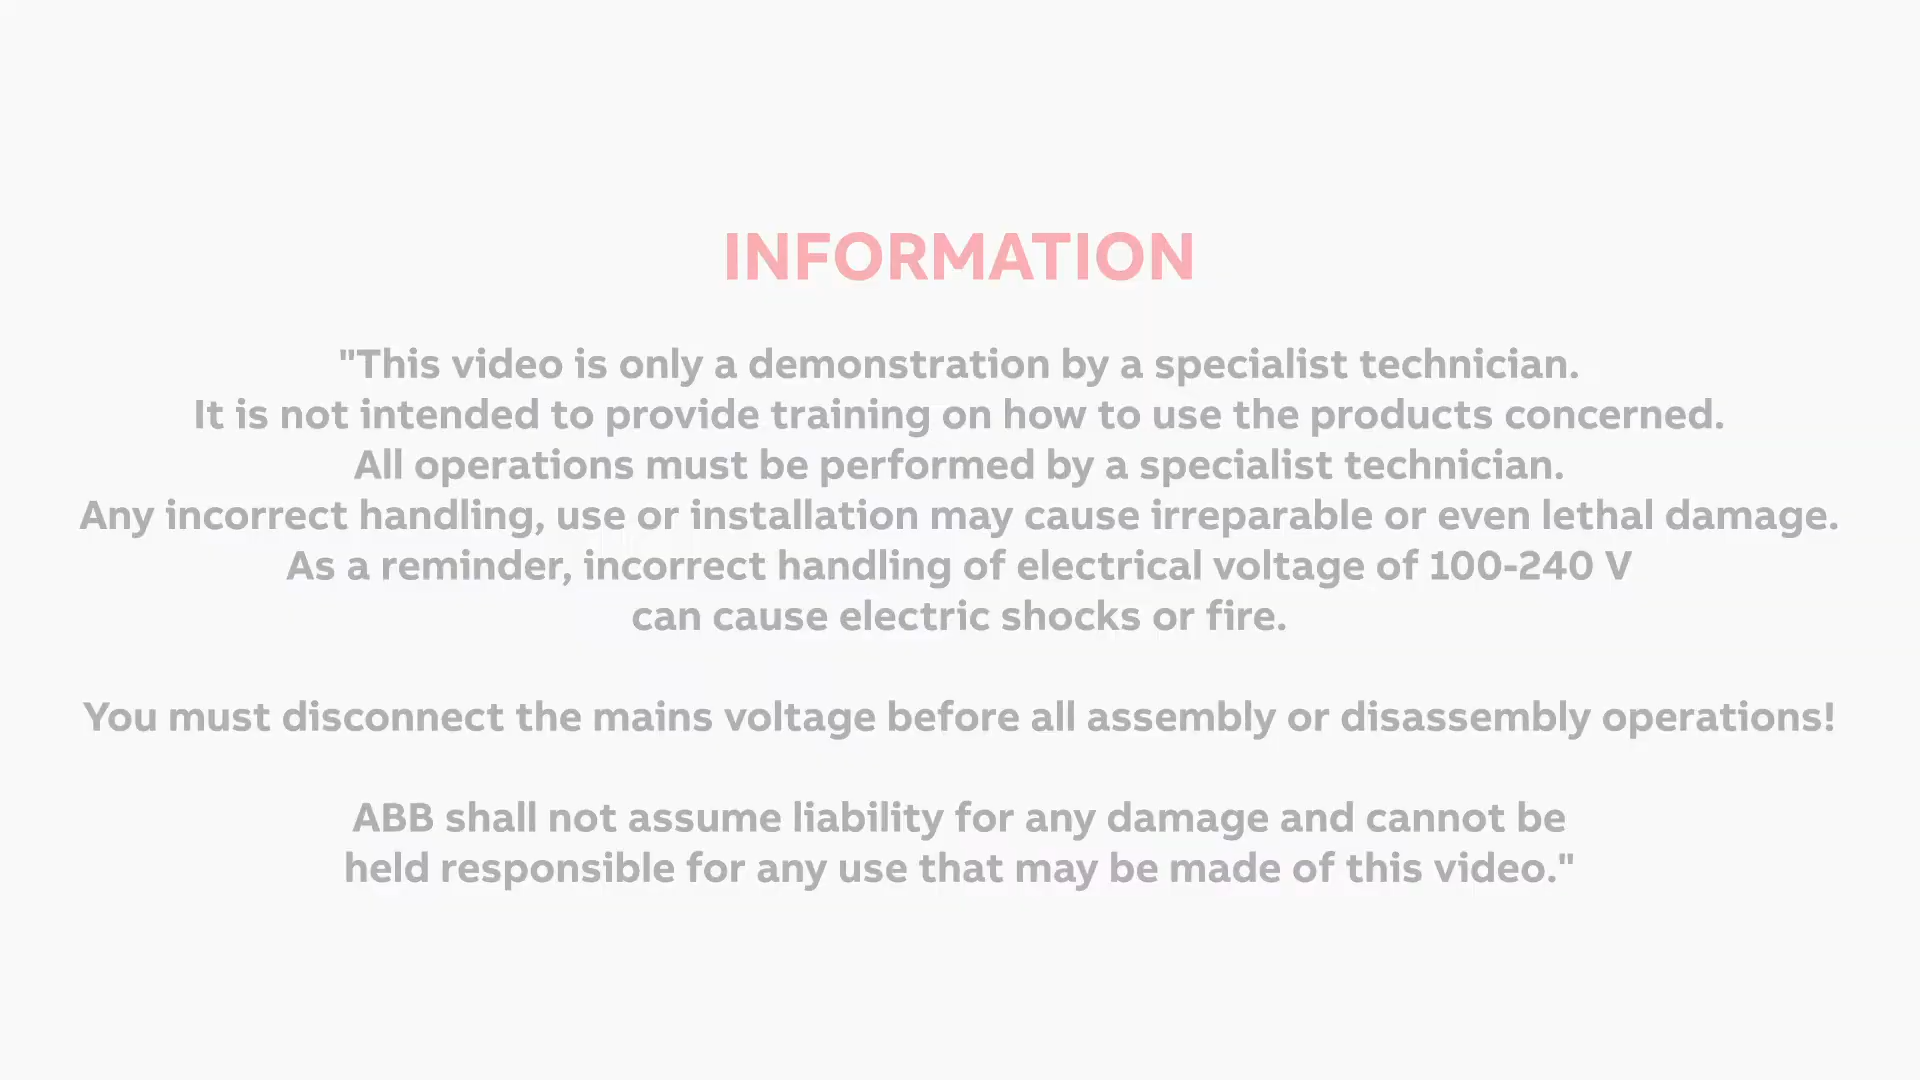 INFORMATION
"This video is only a demonstration by a specialist technician.
It is not intended to provide training on how to use the products concerned.
All operations must be performed by a specialist technician.
Any incorrect handling, use or installation may cause irreparable or even lethal damage.
As a reminder, incorrect handling of electrical voltage of 100-240 V
can cause electric shocks or fire.
You must disconnect the mains voltage before all assembly or disassembly operations!
ABB shall not assume liability for any damage and cannot be
held responsible for any use that may be made of this video."